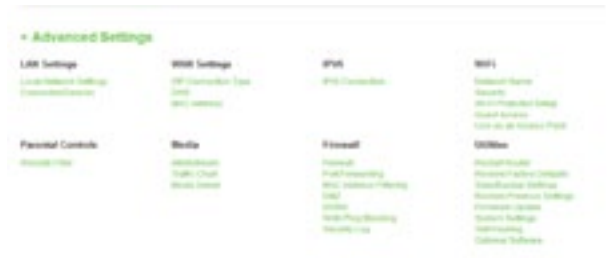 + Advanced Settings
LAN Settings
Local Network Settings
Connected Devices
WAN Settings
ISP Connection Type
DNS
MAC Address
IPV6
IPV6 Connection
WiFi
Network Name
Security
Wi-Fi Protected Setup
Guest Access
Use as an Access Point
Parental Controls
Website Filter
Media
Traffic Chart
Media Server
Firewall
Firewall
Port Forwarding
MAC Address Filtering
DMZ
WAN Ping Blocking
Security Log
Utilities
Restart Router
Restore Factory Defaults
Save/Backup Settings
Restore Previous Settings
Firmware Update
System Settings
Self-Healing
Optional Software